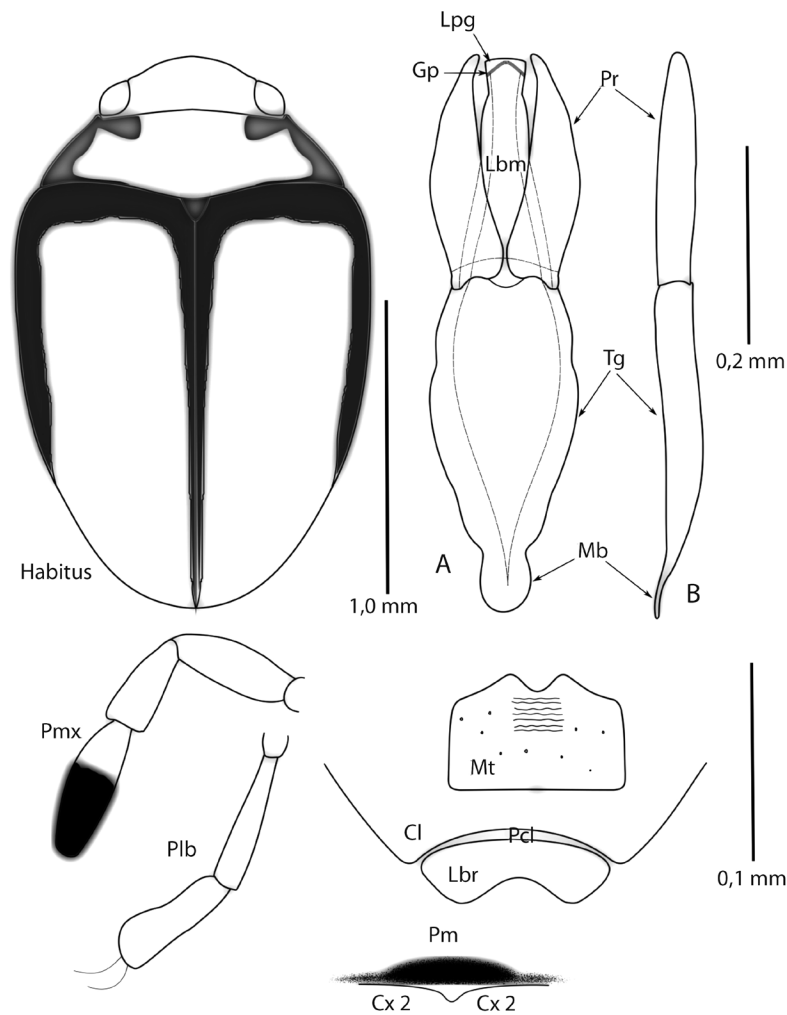 Lpg
Gp
Pr
Lbm
0,2 mm
Tg
Habitus
A
Mb
B
1,0 mm
Pmx
Mt
Plb
Cl
Pcl
Lbr
0,1 mm
Pm
Cx 2 Cx 2